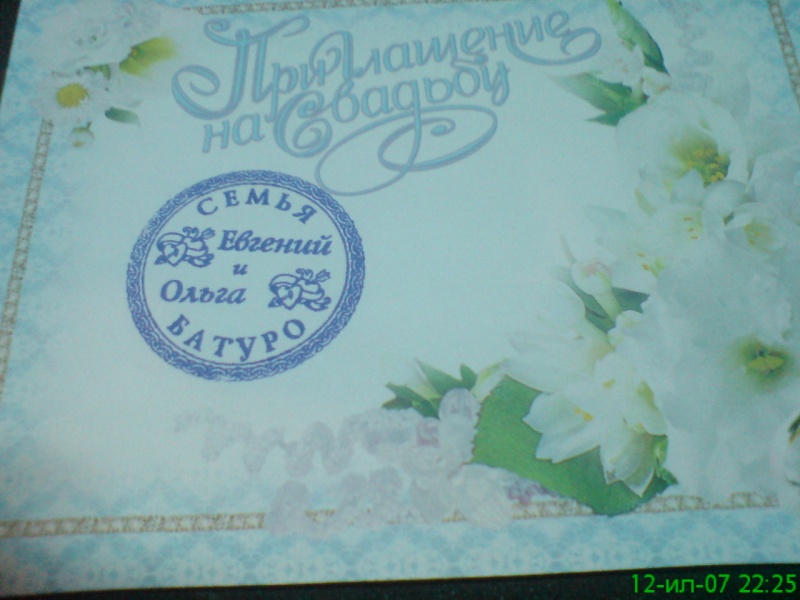 Приглашение
на Свадьбу
СЕМЬЯ
Евгений
и
Ольга
БАТУРО
12-ил-07 22:25